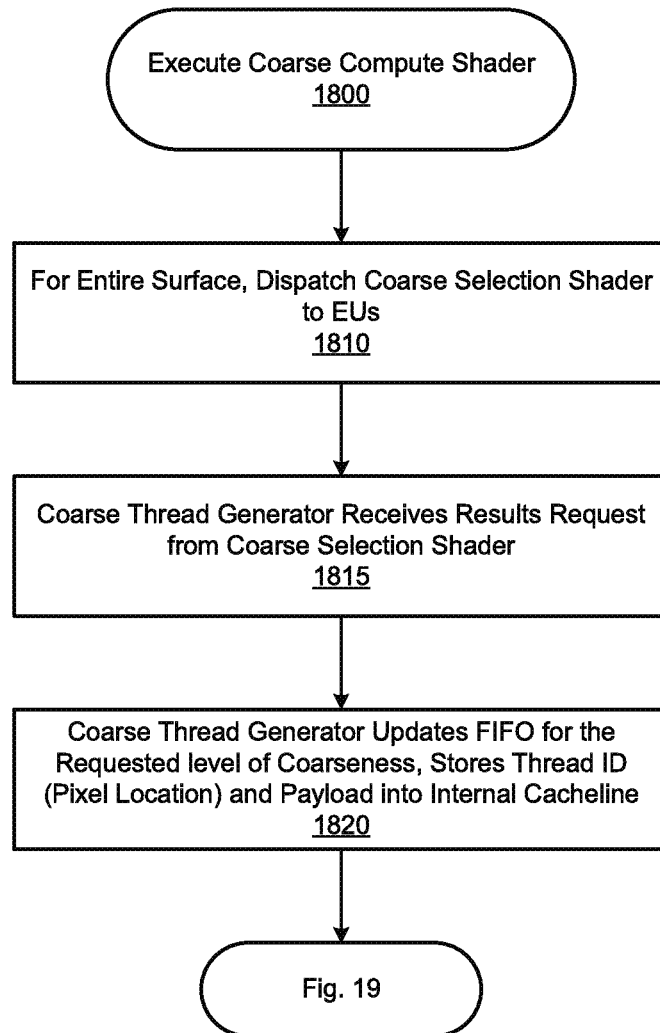 Execute Coarse Compute Shader
1800
For Entire Surface, Dispatch Coarse Selection Shader
to EUs
1810
Coarse Thread Generator Receives Results Request
from Coarse Selection Shader
1815
Coarse Thread Generator Updates FIFO for the
Requested level of Coarseness, Stores Thread ID
(Pixel Location) and Payload into Internal Cacheline
1820
Fig. 19